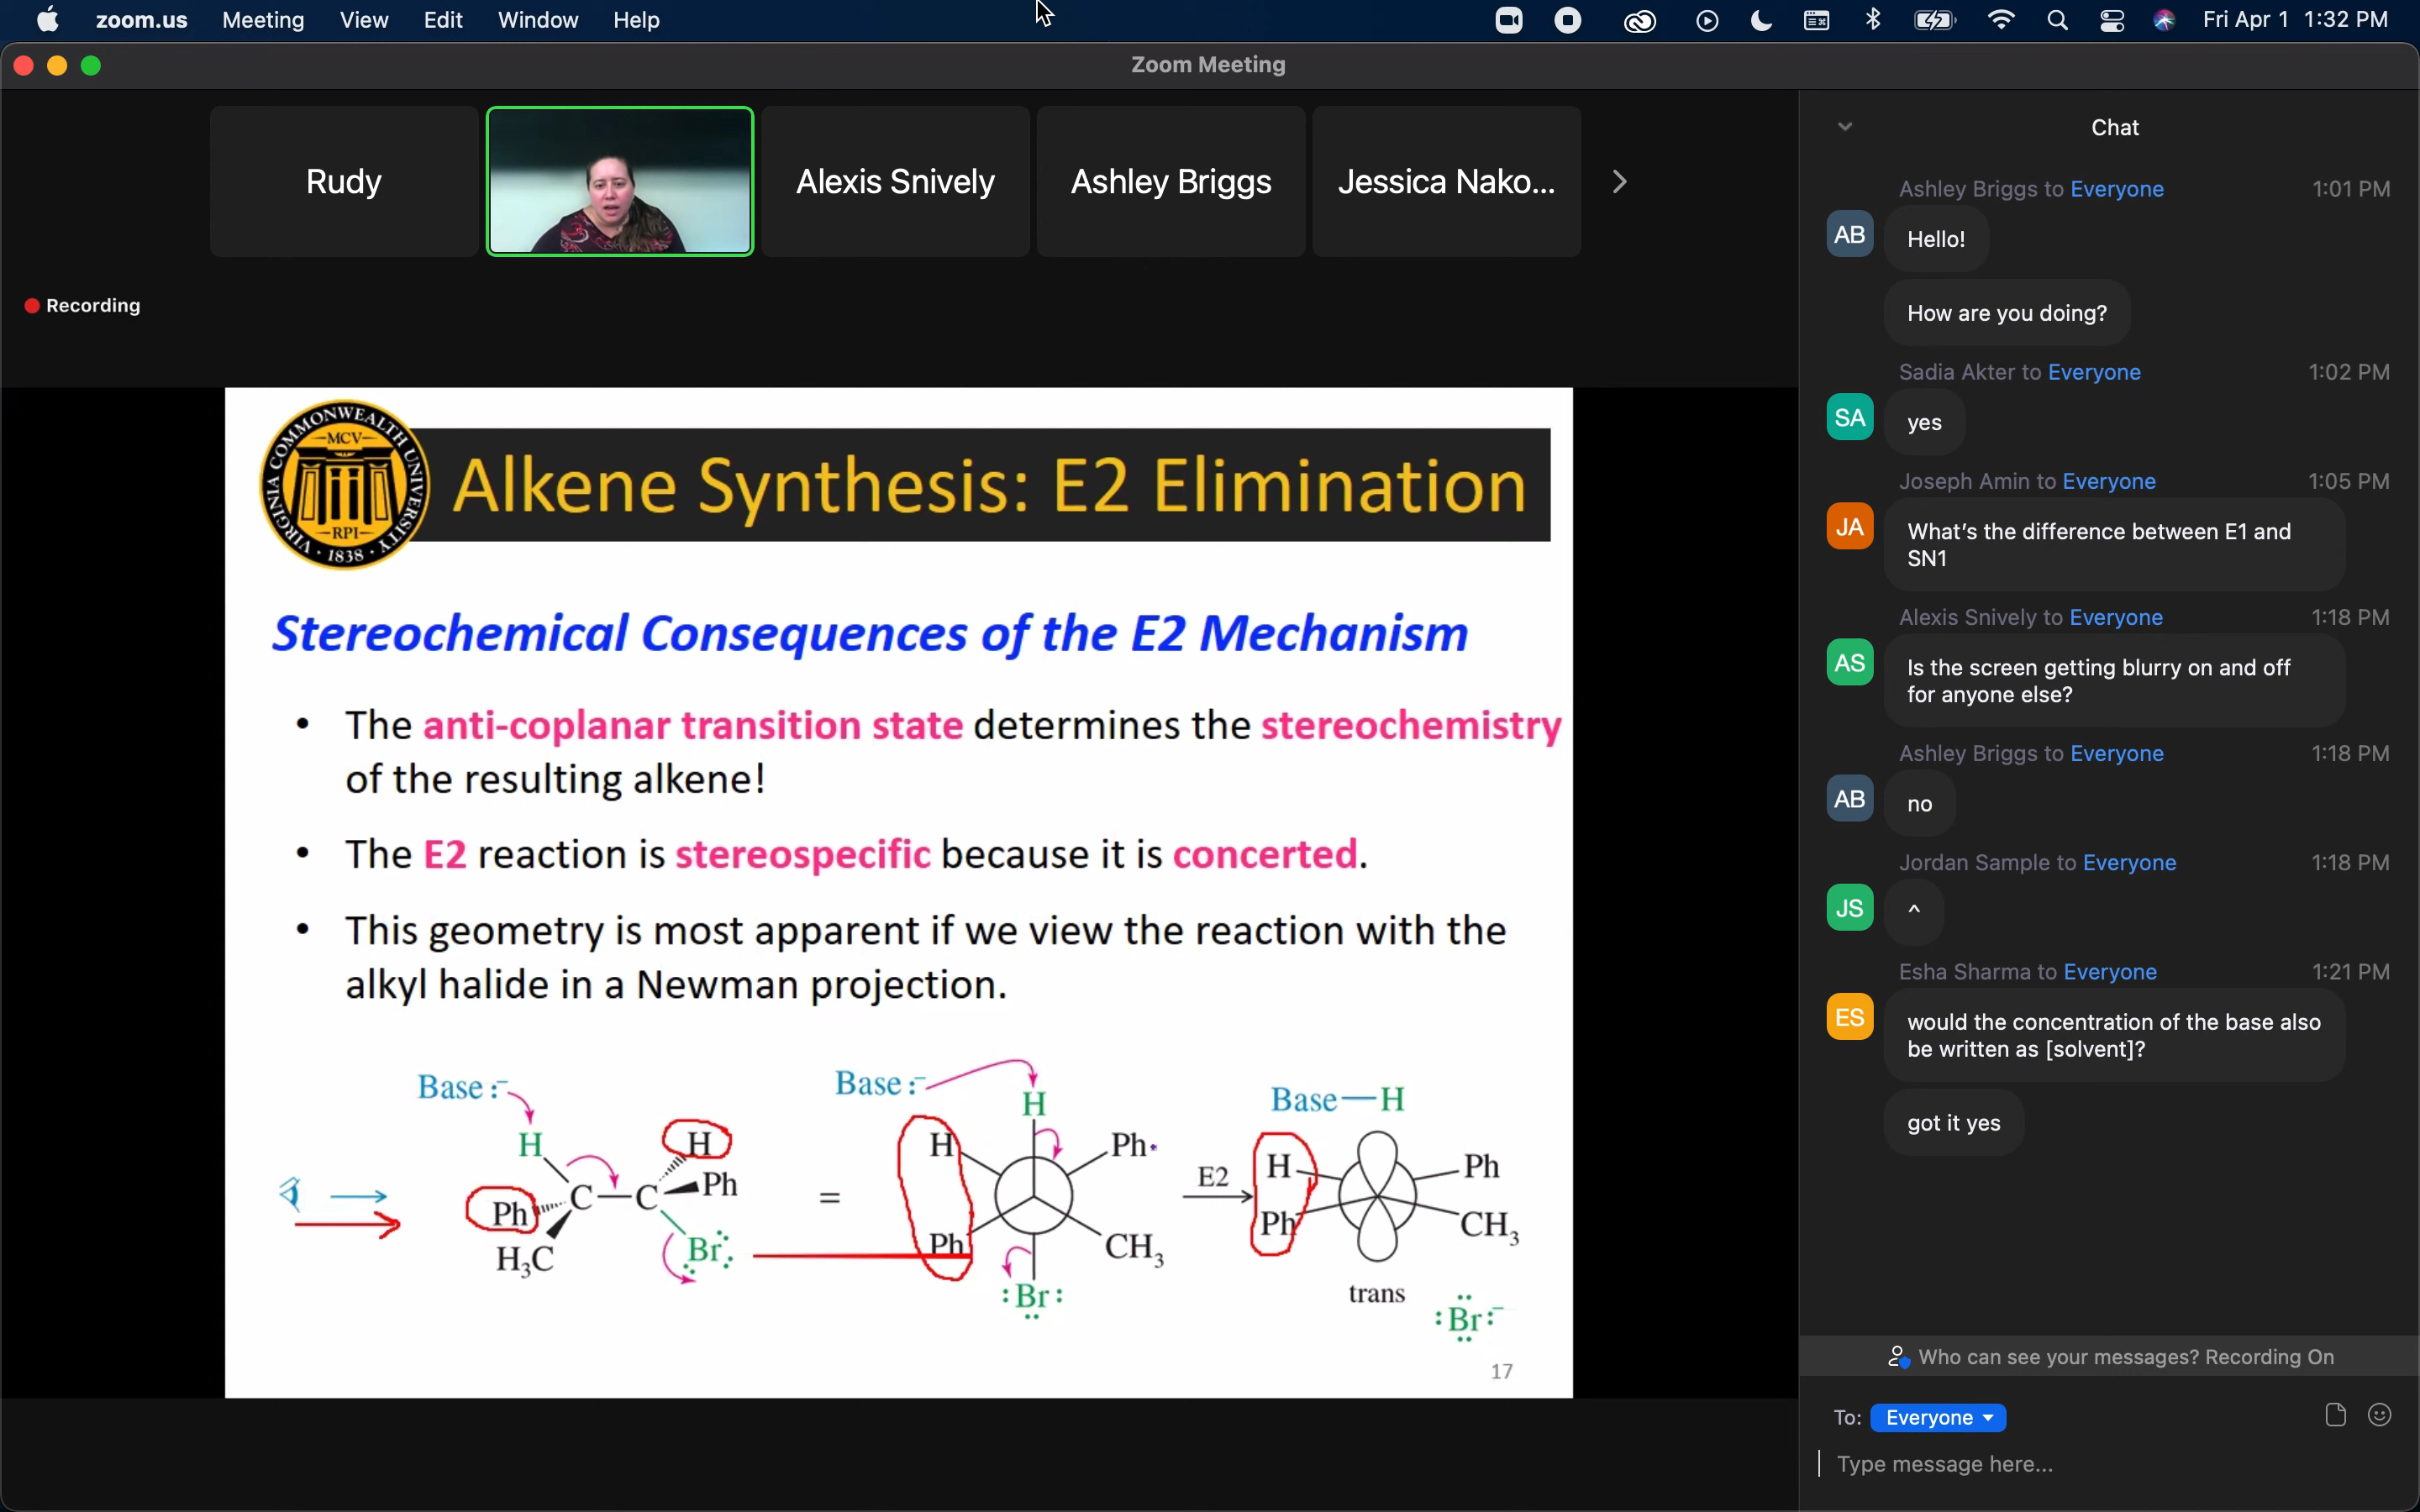 zoom.us Meeting View Edit Window Help Fri Apr 1 1:32 PM
Zoom Meeting
Rudy
Alexis Snively
Ashley Briggs
Jessica Nako...
Recording
VIRGINIA COMMONWEALTH UNIVERSITY
MCV
RPI
1838
Alkene Synthesis: E2 Elimination
Stereochemical Consequences of the E2 Mechanism
• The anti-coplanar transition state determines the stereochemistry
of the resulting alkene!
• The E2 reaction is stereospecific because it is concerted.
• This geometry is most apparent if we view the reaction with the
alkyl halide in a Newman projection.
Base:⁻
H
H
Ph
C—C
Ph
H₃C
Br
=
Base:⁻
H
H
Ph
Ph
CH₃
:Br:
E2
Base—H
H
Ph
Ph
CH₃
trans
:Br:⁻
17
Chat
Ashley Briggs to Everyone 1:01 PM
AB
Hello!
How are you doing?
Sadia Akter to Everyone 1:02 PM
SA
yes
Joseph Amin to Everyone 1:05 PM
JA
What's the difference between E1 and
SN1
Alexis Snively to Everyone 1:18 PM
AS
Is the screen getting blurry on and off
for anyone else?
Ashley Briggs to Everyone 1:18 PM
AB
no
Jordan Sample to Everyone 1:18 PM
JS
^
Esha Sharma to Everyone 1:21 PM
ES
would the concentration of the base also
be written as [solvent]?
got it yes
Who can see your messages? Recording On
To: Everyone
Type message here...